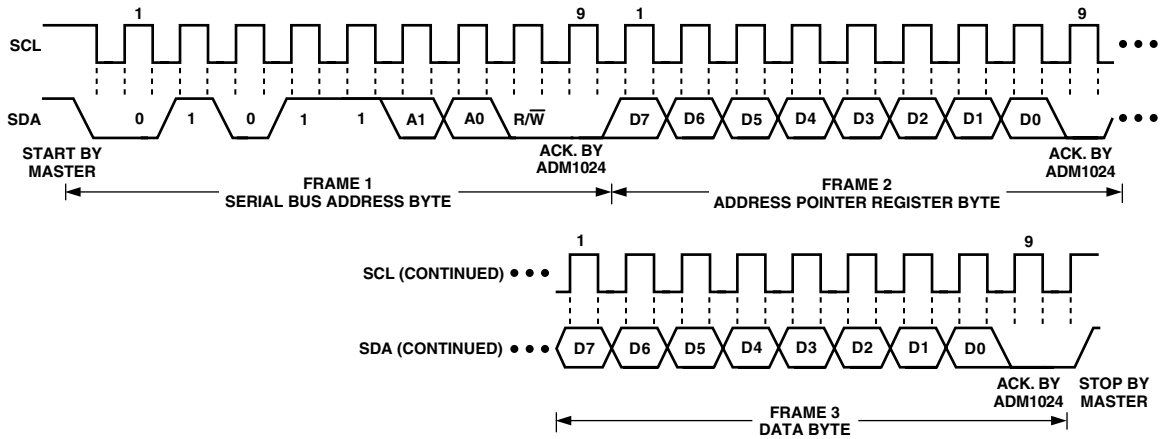 1 9 1 9
SCL
SDA 0 1 0 1 1 A1 A0 R/W̅ D7 D6 D5 D4 D3 D2 D1 D0
START BY
MASTER
ACK. BY
ADM1024
ACK. BY
ADM1024
FRAME 1
SERIAL BUS ADDRESS BYTE
FRAME 2
ADDRESS POINTER REGISTER BYTE
1 9
SCL (CONTINUED)
SDA (CONTINUED) D7 D6 D5 D4 D3 D2 D1 D0
ACK. BY
ADM1024
STOP BY
MASTER
FRAME 3
DATA BYTE